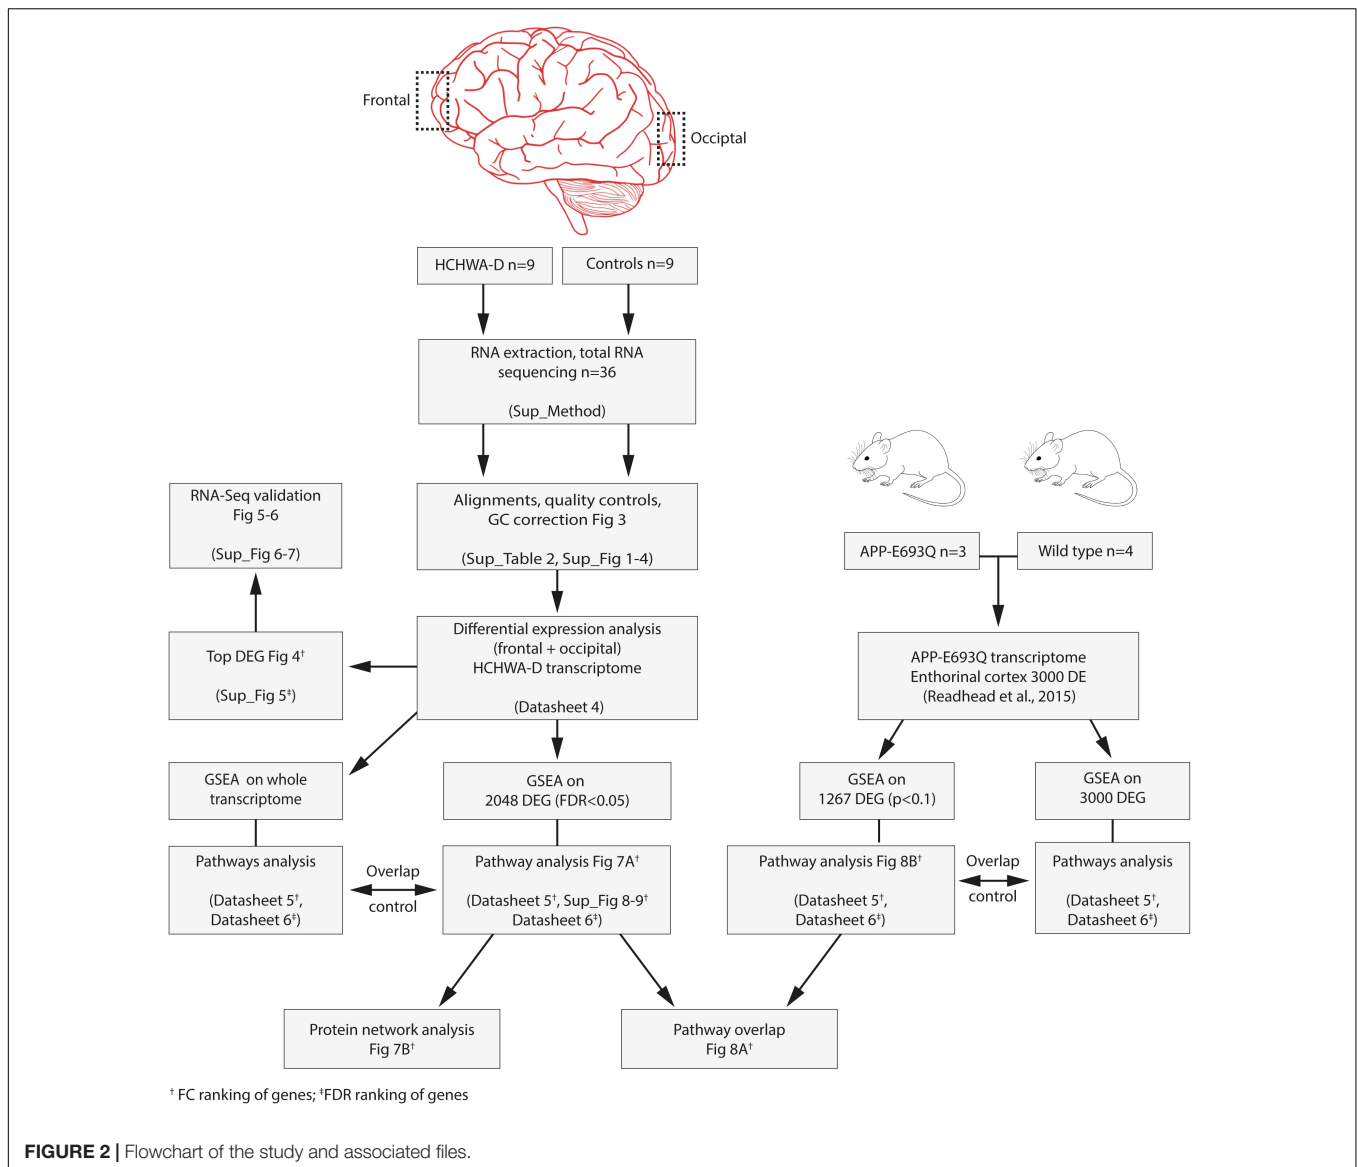 Frontal
Occiptal
HCHWA-D n=9
Controls n=9
RNA extraction, total RNA
sequencing n=36
(Sup_Method)
RNA-Seq validation
Fig 5-6
(Sup_Fig 6-7)
Alignments, quality controls,
GC correction Fig 3
(Sup_Table 2, Sup_Fig 1-4)
APP-E693Q n=3
Wild type n=4
Top DEG Fig 4†
(Sup_Fig 5‡)
Differential expression analysis
(frontal + occipital)
HCHWA-D transcriptome
(Datasheet 4)
APP-E693Q transcriptome
Enthorinal cortex 3000 DE
(Readhead et al., 2015)
GSEA on whole
transcriptome
GSEA on
2048 DEG (FDR<0.05)
GSEA on
1267 DEG (p<0.1)
GSEA on
3000 DEG
Pathways analysis
(Datasheet 5†,
Datasheet 6‡)
Overlap
control
Pathway analysis Fig 7A†
(Datasheet 5†, Sup_Fig 8-9†
Datasheet 6‡)
Pathway analysis Fig 8B†
(Datasheet 5†,
Datasheet 6‡)
Overlap
control
Pathways analysis
(Datasheet 5†,
Datasheet 6‡)
Protein network analysis
Fig 7B†
Pathway overlap
Fig 8A†
† FC ranking of genes; ‡FDR ranking of genes
FIGURE 2 | Flowchart of the study and associated files.